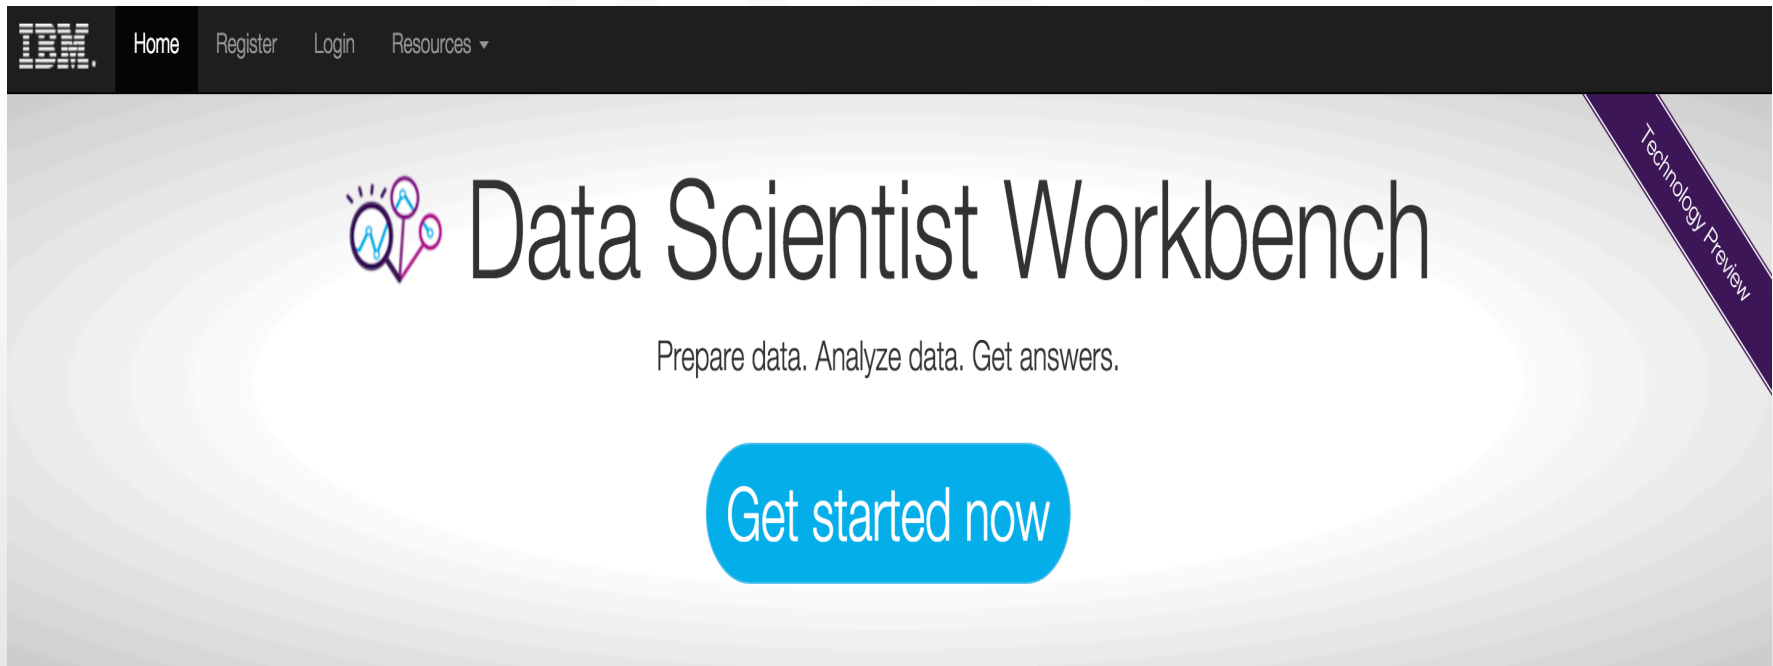 IBM.
Home Register Login Resources
Technology Preview
Data Scientist Workbench
Prepare data. Analyze data. Get answers.
Get started now